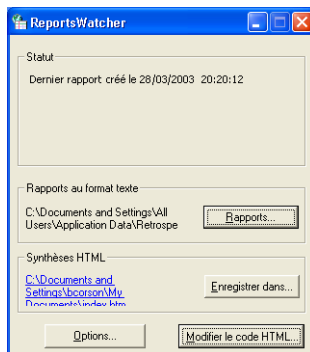 ReportsWatcher
Statut
Dernier rapport créé le 28/03/2003 20:20:12
Rapports au format texte
C:\Documents and Settings\All
Users\Application Data\Retrospe
Rapports...
Synthèses HTML
C:\Documents and
Settings\bcorson\My
Documents\index.htm
Enregistrer dans...
Options...
Modifier le code HTML...